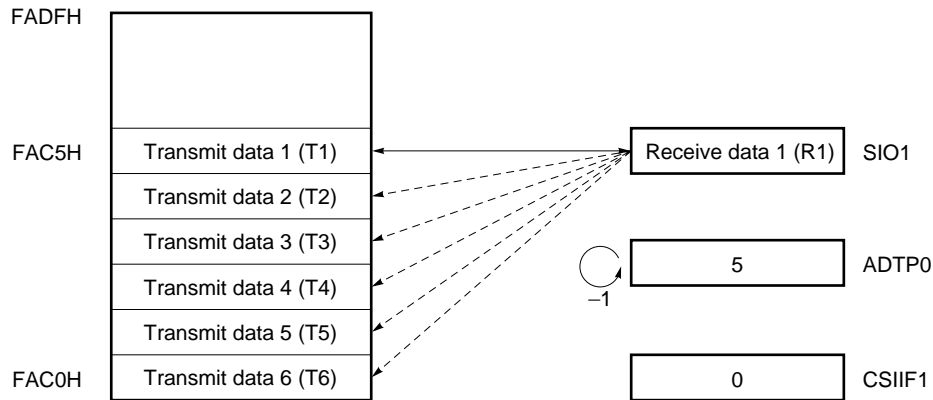 FADFH
FAC5H Transmit data 1 (T1) Receive data 1 (R1) SIO1
Transmit data 2 (T2)
Transmit data 3 (T3) 5 ADTP0
Transmit data 4 (T4) –1
Transmit data 5 (T5)
FAC0H Transmit data 6 (T6) 0 CSIIF1